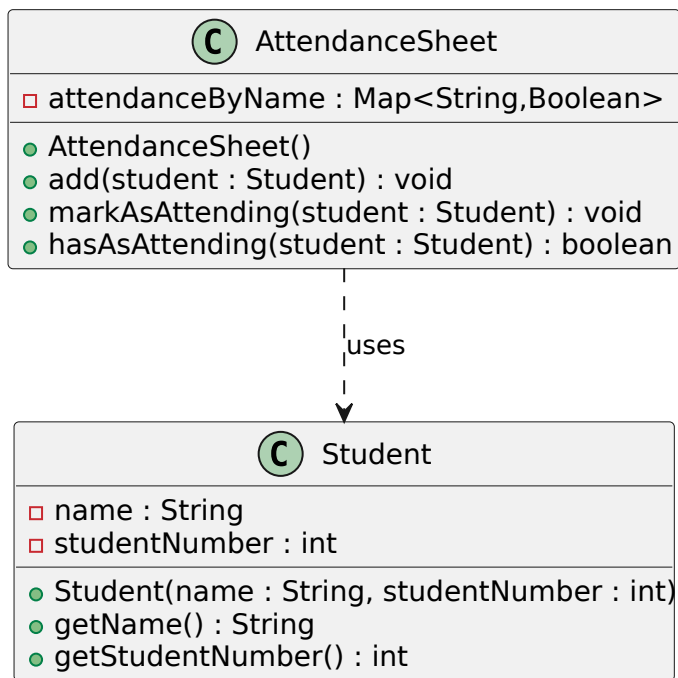 C AttendanceSheet
attendanceByName : Map<String,Boolean>
AttendanceSheet()
add(student : Student) : void
markAsAttending(student : Student) : void
hasAsAttending(student : Student) : boolean
uses
C Student
name : String
studentNumber : int
Student(name : String, studentNumber : int)
getName() : String
getStudentNumber() : int